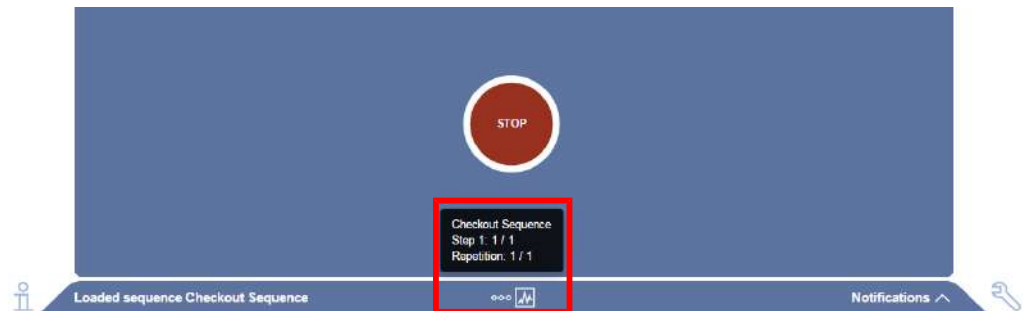 STOP
Checkout Sequence
Step 1: 1 / 1
Repetition: 1 / 1
Loaded sequence Checkout Sequence
Notifications